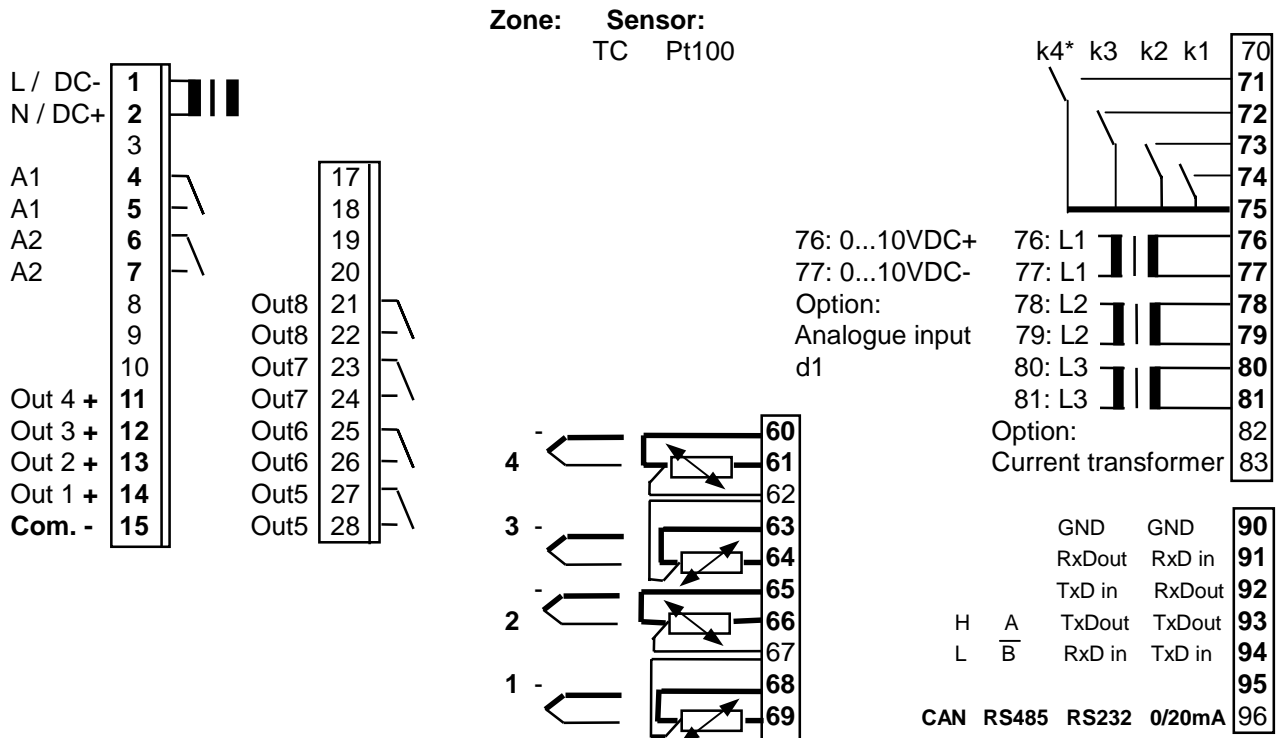 Zone: Sensor:
TC Pt100
L / DC- 1
N / DC+ 2
3
A1 4
A1 5
A2 6
A2 7
8
9
10
Out 4 + 11
Out 3 + 12
Out 2 + 13
Out 1 + 14
Com. - 15
17
18
19
20
Out8 21
Out8 22
Out7 23
Out7 24
Out6 25
Out6 26
Out5 27
Out5 28
4 -
3 -
2 -
1 -
60
61
62
63
64
65
66
67
68
69
k4* k3 k2 k1 70
71
72
73
74
75
76: 0...10VDC+ 76: L1 76
77: 0...10VDC- 77: L1 77
Option: 78: L2 78
Analogue input 79: L2 79
d1 80: L3 80
81: L3 81
Option: 82
Current transformer 83
GND GND 90
RxDout RxD in 91
TxD in RxDout 92
H A TxDout TxDout 93
L B̅ RxD in TxD in 94
95
CAN RS485 RS232 0/20mA 96